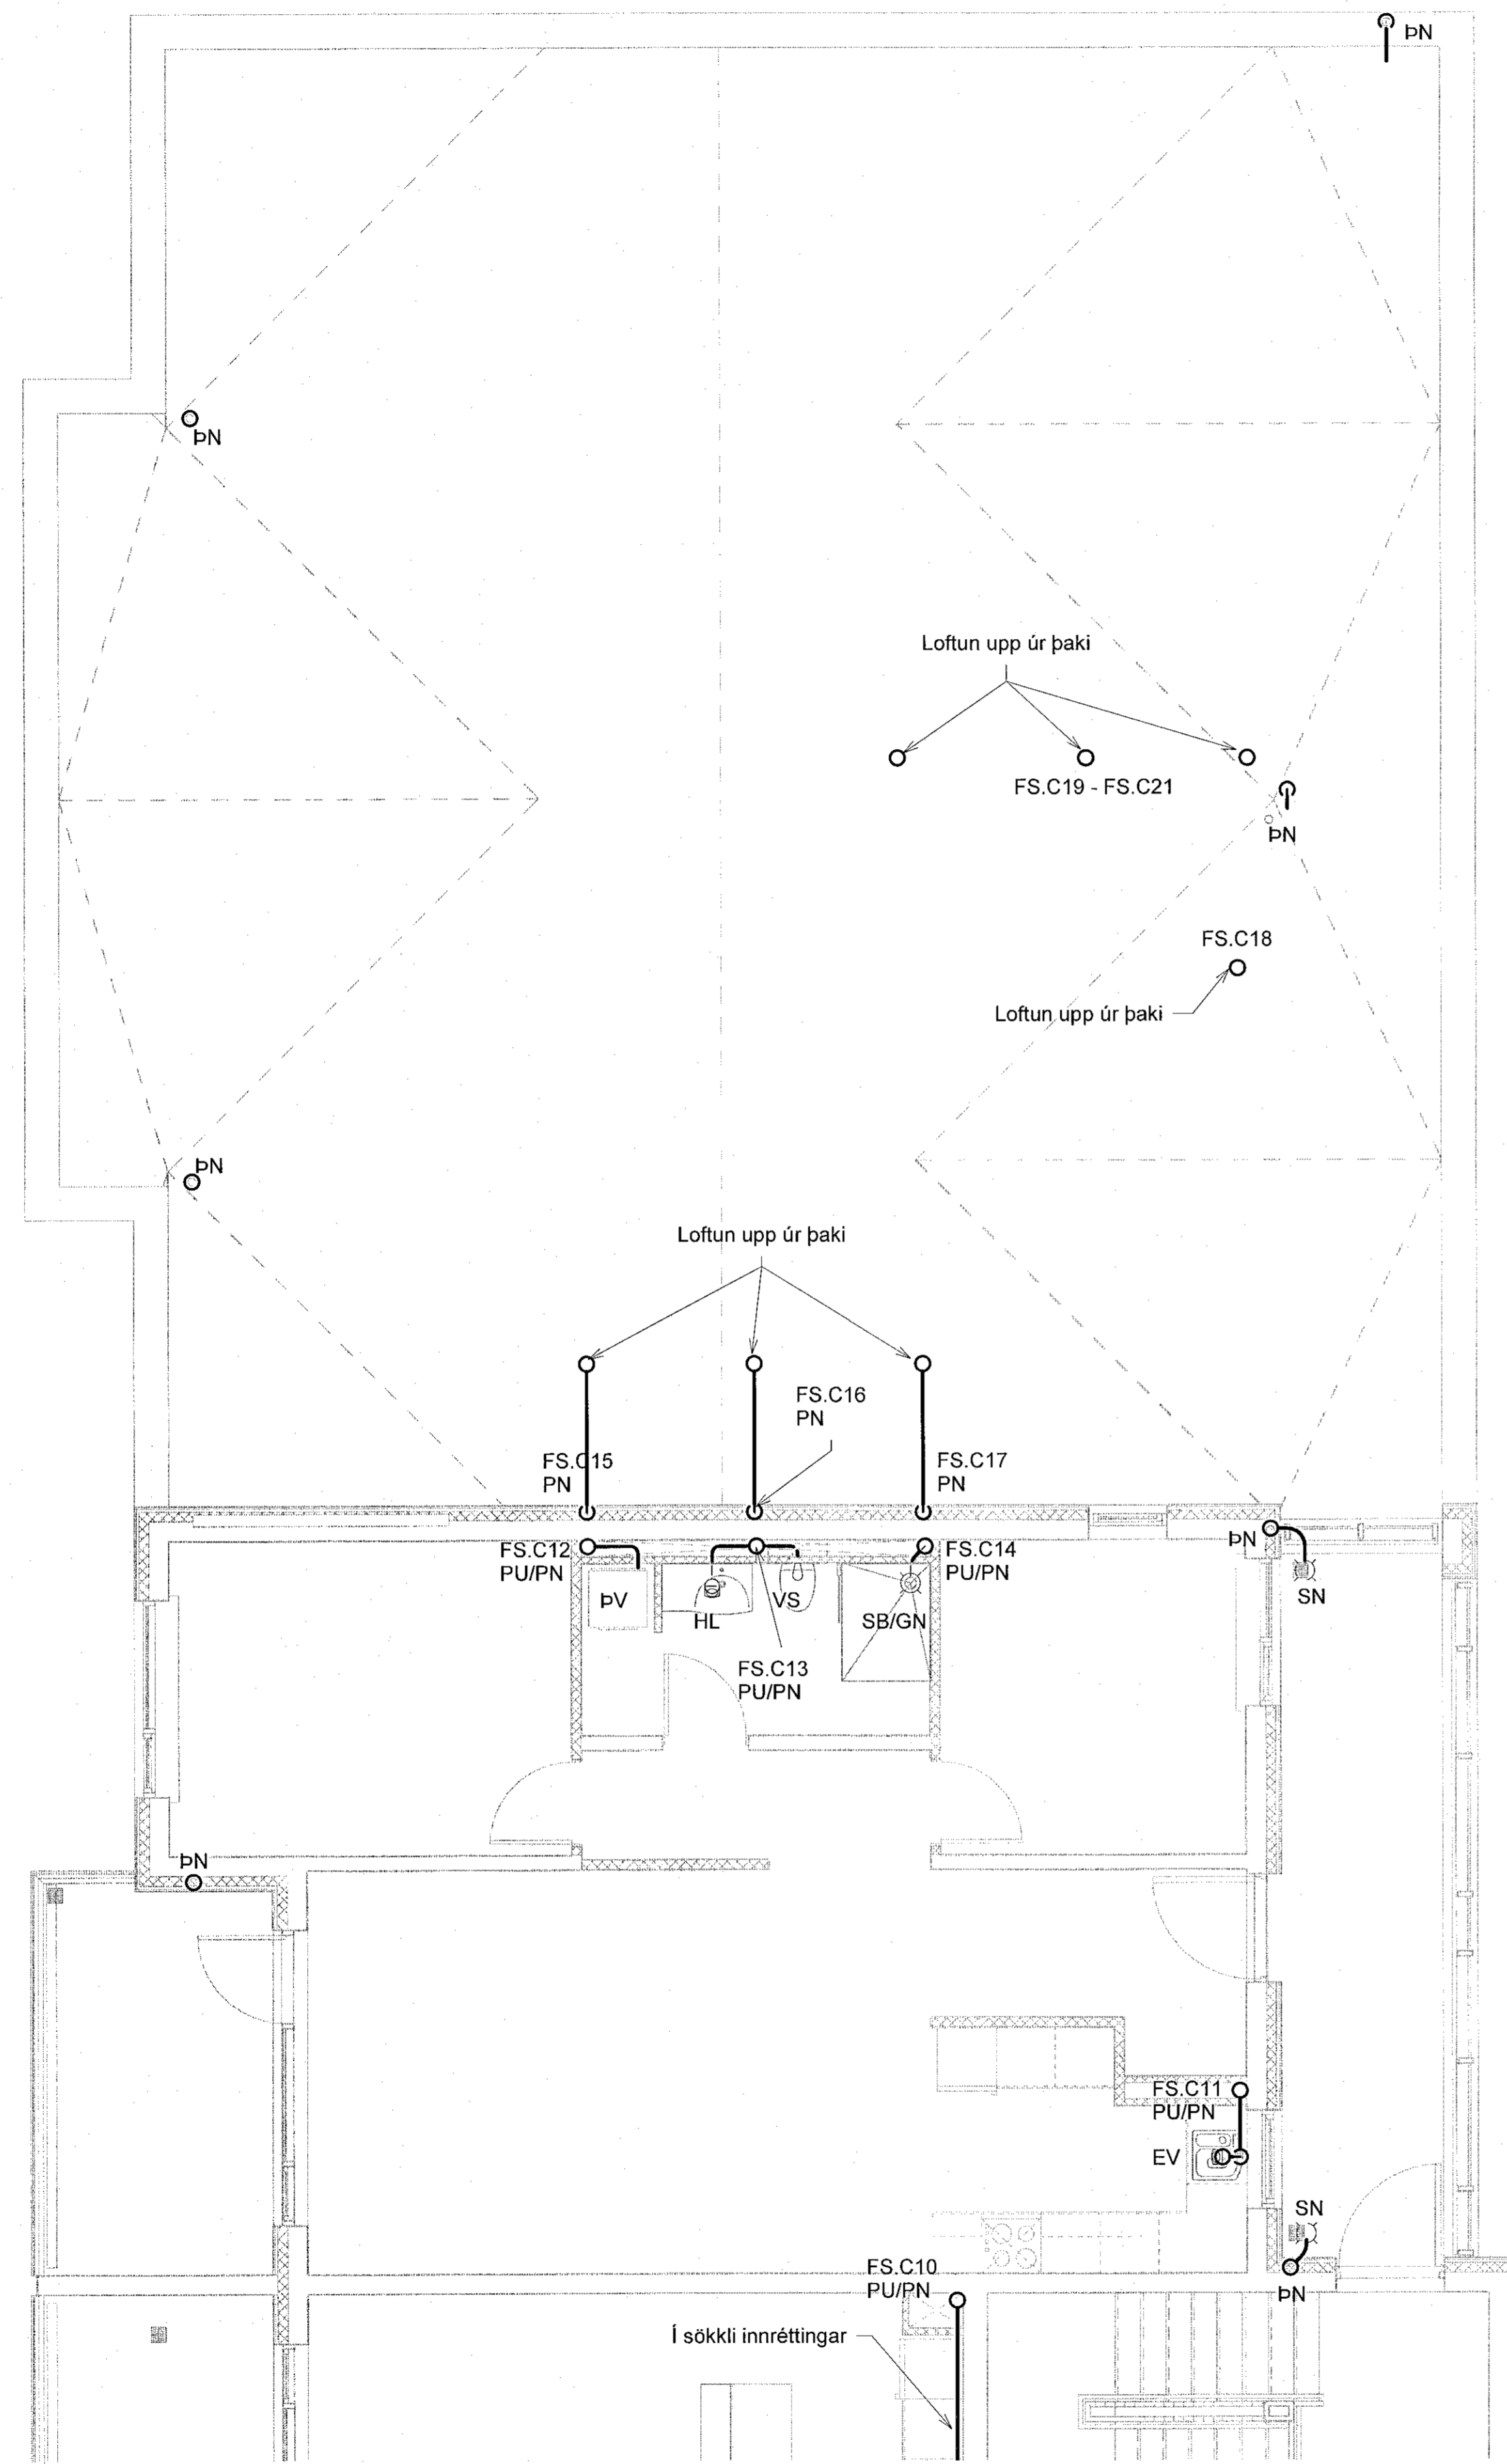 ÞN
ÞN
Loftun upp úr þaki
FS.C19 - FS.C21
ÞN
FS.C18
Loftun upp úr þaki
ÞN
Loftun upp úr þaki
FS.C16
PN
FS.C15
PN
FS.C17
PN
FS.C12
PU/PN
FS.C14
PU/PN
ÞN
SN
ÞV
HL
VS
SB/GN
FS.C13
PU/PN
ÞN
FS.C11
PU/PN
EV
SN
ÞN
FS.C10
PU/PN
Í sökkli innréttingar